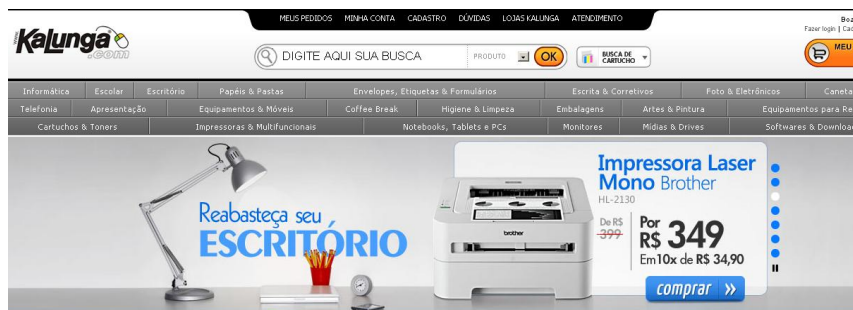 MEUS PEDIDOS MINHA CONTA CADASTRO DÚVIDAS LOJAS KALUNGA ATENDIMENTO
Boa
Fazer login | Cad
Kalunga
.com
DIGITE AQUI SUA BUSCA PRODUTO OK BUSCA DE CARTUCHO MEU
Informática Escolar Escritório Papéis & Pastas Envelopes, Etiquetas & Formulários Escrita & Corretivos Foto & Eletrônicos Caneta
Telefonia Apresentação Equipamentos & Móveis Coffee Break Higiene & Limpeza Embalagens Artes & Pintura Equipamentos para Re
Cartuchos & Toners Impressoras & Multifuncionais Notebooks, Tablets e PCs Monitores Mídias & Drives Softwares & Downloa
Reabasteça seu
ESCRITÓRIO
brother
Impressora Laser
Mono Brother
HL-2130
De R$
399
Por
R$ 349
Em 10x de R$ 34,90
comprar »